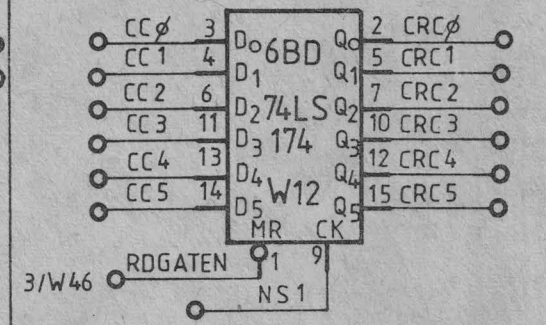 CCØ 3 D0 6BD Q0 2 CRCØ
CC1 4 D1 Q1 5 CRC1
CC2 6 D2 74LS Q2 7 CRC2
CC3 11 D3 174 Q3 10 CRC3
CC4 13 D4 Q4 12 CRC4
CC5 14 D5 W12 Q5 15 CRC5
MR CK
3/W46 RDGATEN 1 9
NS1